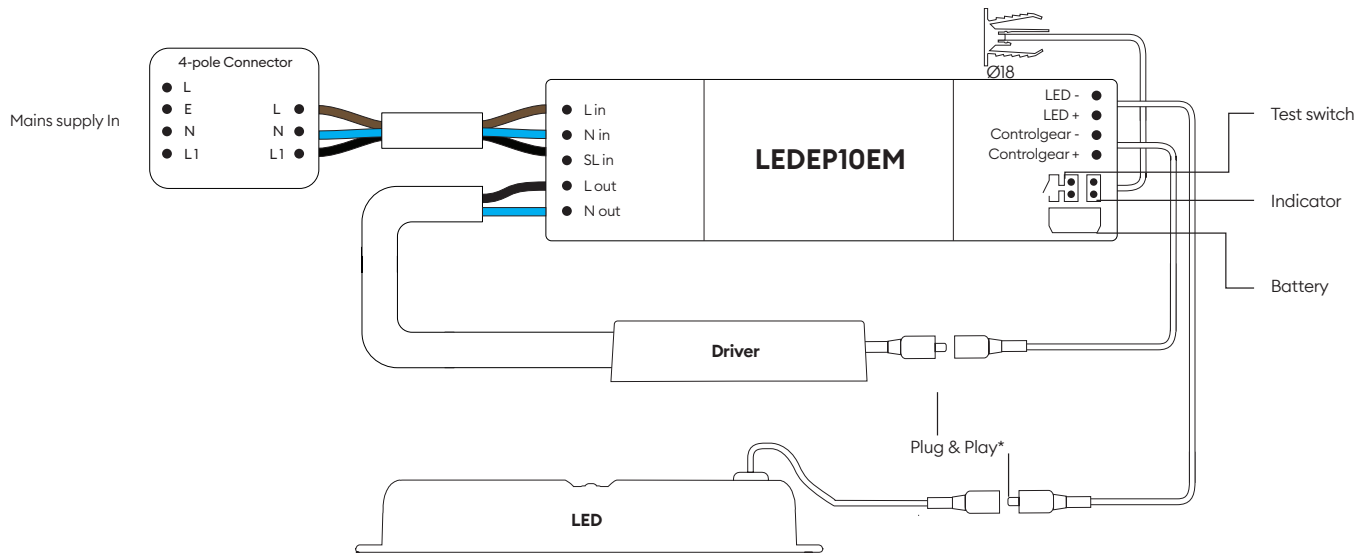 4-pole Connector
L
E
N
L1
L
N
L1
Mains supply In
L in
N in
SL in
L out
N out
LEDEP10EM
Ø18
LED -
LED +
Controlgear -
Controlgear +
Test switch
Indicator
Battery
Driver
Plug & Play*
LED